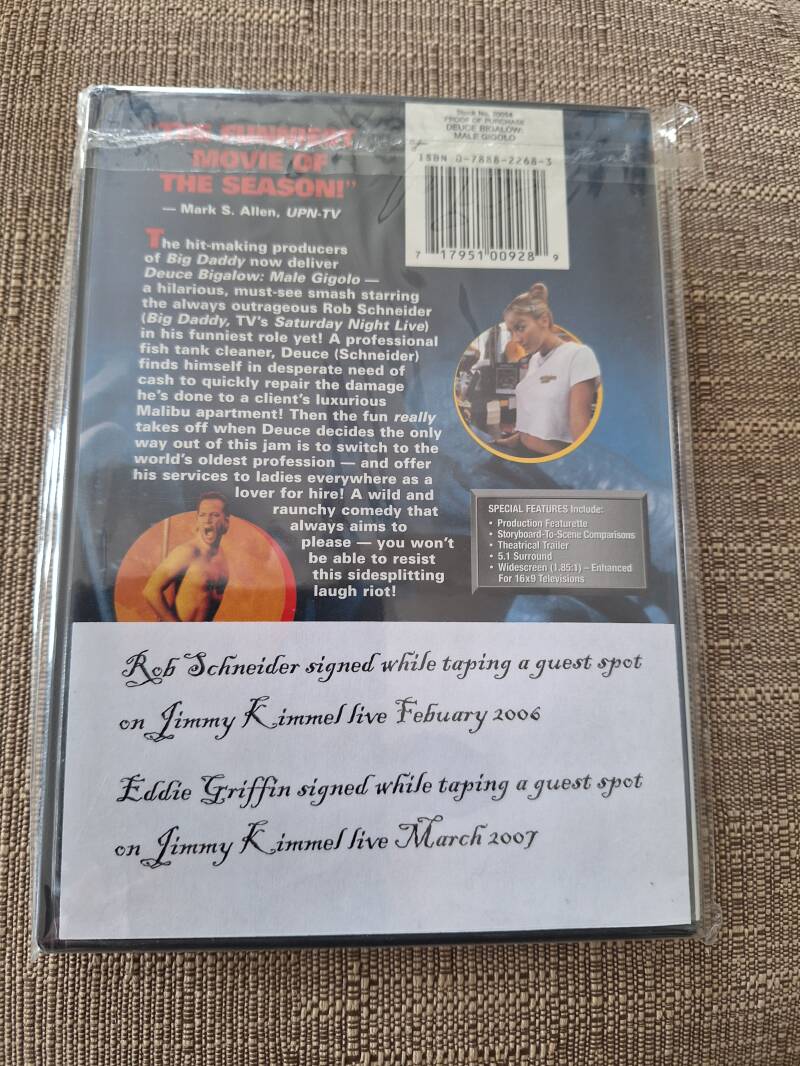 "THE FUNNIEST
MOVIE OF
THE SEASON!"
— Mark S. Allen, UPN-TV
Stock No. 20094
PROOF OF PURCHASE
DEUCE BIGALOW:
MALE GIGOLO
ISBN 0-7888-2268-3
7 17951 00928 9
The hit-making producers
of Big Daddy now deliver
Deuce Bigalow: Male Gigolo —
a hilarious, must-see smash starring
the always outrageous Rob Schneider
(Big Daddy, TV's Saturday Night Live)
in his funniest role yet! A professional
fish tank cleaner, Deuce (Schneider)
finds himself in desperate need of
cash to quickly repair the damage
he's done to a client's luxurious
Malibu apartment! Then the fun really
takes off when Deuce decides the only
way out of this jam is to switch to the
world's oldest profession — and offer
his services to ladies everywhere as a
lover for hire! A wild and
raunchy comedy that
always aims to
please — you won't
be able to resist
this sidesplitting
laugh riot!
SPECIAL FEATURES Include:
• Production Featurette
• Storyboard-To-Scene Comparisons
• Theatrical Trailer
• 5.1 Surround
• Widescreen (1.85:1) – Enhanced
For 16x9 Televisions
Rob Schneider signed while taping a guest spot
on Jimmy Kimmel live Febuary 2006
Eddie Griffin signed while taping a guest spot
on Jimmy Kimmel live March 2007